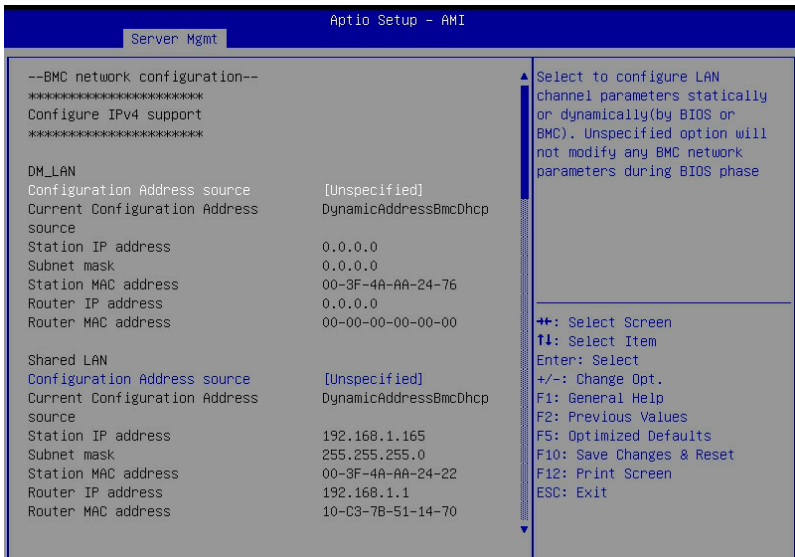 Aptio Setup - AMI
Server Mgmt
--BMC network configuration--
**********************
Configure IPv4 support
**********************
DM_LAN
Configuration Address source [Unspecified]
Current Configuration Address DynamicAddressBmcDhcp
source
Station IP address 0.0.0.0
Subnet mask 0.0.0.0
Station MAC address 00-3F-4A-AA-24-76
Router IP address 0.0.0.0
Router MAC address 00-00-00-00-00-00
Shared LAN
Configuration Address source [Unspecified]
Current Configuration Address DynamicAddressBmcDhcp
source
Station IP address 192.168.1.165
Subnet mask 255.255.255.0
Station MAC address 00-3F-4A-AA-24-22
Router IP address 192.168.1.1
Router MAC address 10-C3-7B-51-14-70
Select to configure LAN
channel parameters statically
or dynamically(by BIOS or
BMC). Unspecified option will
not modify any BMC network
parameters during BIOS phase
→←: Select Screen
↑↓: Select Item
Enter: Select
+/-: Change Opt.
F1: General Help
F2: Previous Values
F5: Optimized Defaults
F10: Save Changes & Reset
F12: Print Screen
ESC: Exit